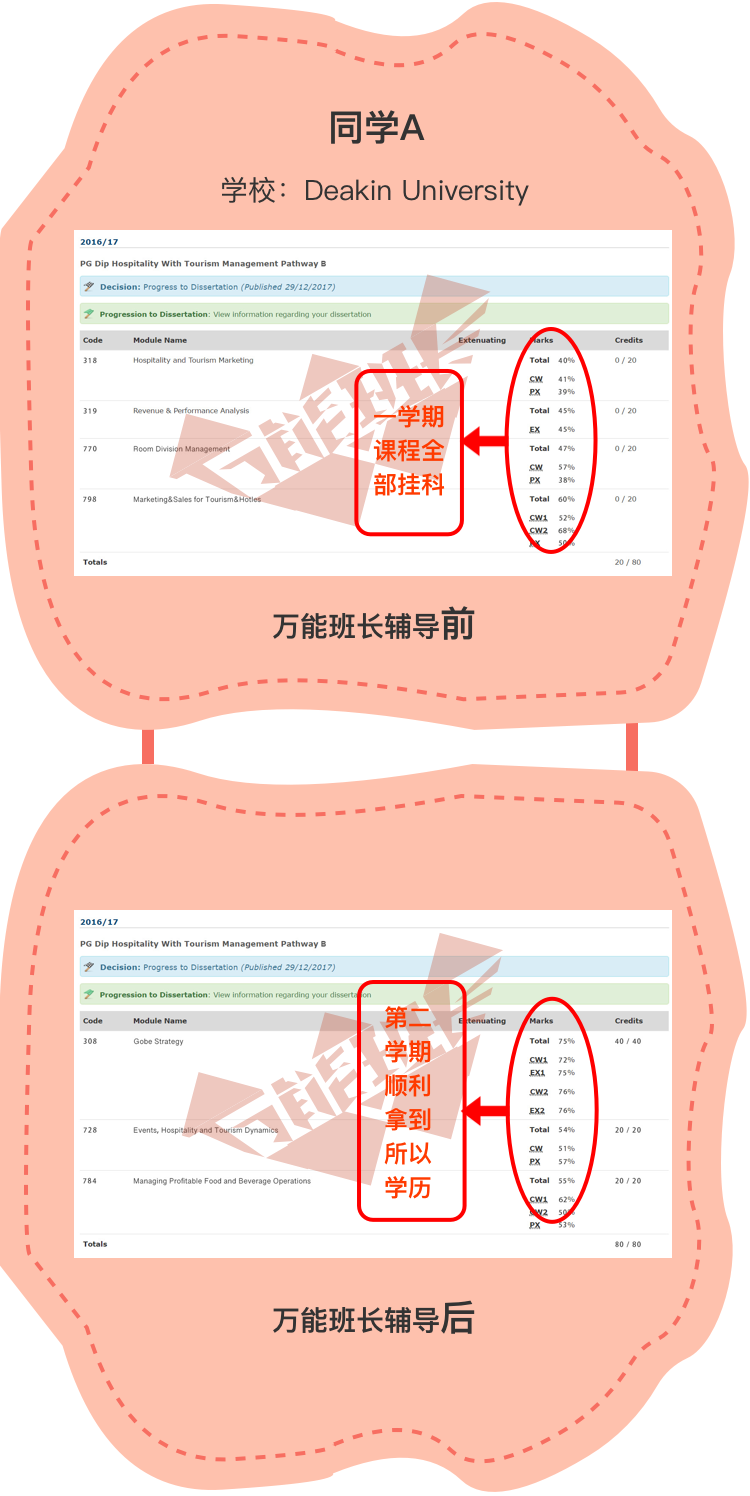 同学A
学校：Deakin University
2016/17
PG Dip Hospitality With Tourism Management Pathway B
Decision: Progress to Dissertation (Published 29/12/2017)
Progression to Dissertation: View information regarding your dissertation
Code Module Name Extenuating Marks Credits
318 Hospitality and Tourism Marketing Total 40% 0 / 20
CW 41%
PX 39%
319 Revenue & Performance Analysis Total 45% 0 / 20
EX 45%
770 Room Division Management Total 47% 0 / 20
CW 57%
PX 38%
798 Marketing&Sales for Tourism&Hotles Total 60% 0 / 20
CW1 52%
CW2 68%
PX 50%
Totals 20 / 80
一学期
课程全
部挂科
万能班长
万能班长辅导前
2016/17
PG Dip Hospitality With Tourism Management Pathway B
Decision: Progress to Dissertation (Published 29/12/2017)
Progression to Dissertation: View information regarding your dissertation
Code Module Name Extenuating Marks Credits
308 Gobe Strategy Total 75% 40 / 40
CW1 72%
EX1 75%
CW2 76%
EX2 76%
728 Events, Hospitality and Tourism Dynamics Total 54% 20 / 20
CW 51%
PX 57%
784 Managing Profitable Food and Beverage Operations Total 55% 20 / 20
CW1 62%
CW2 50%
PX 53%
Totals 80 / 80
第二
学期
顺利
拿到
所以
学历
万能班长
万能班长辅导后